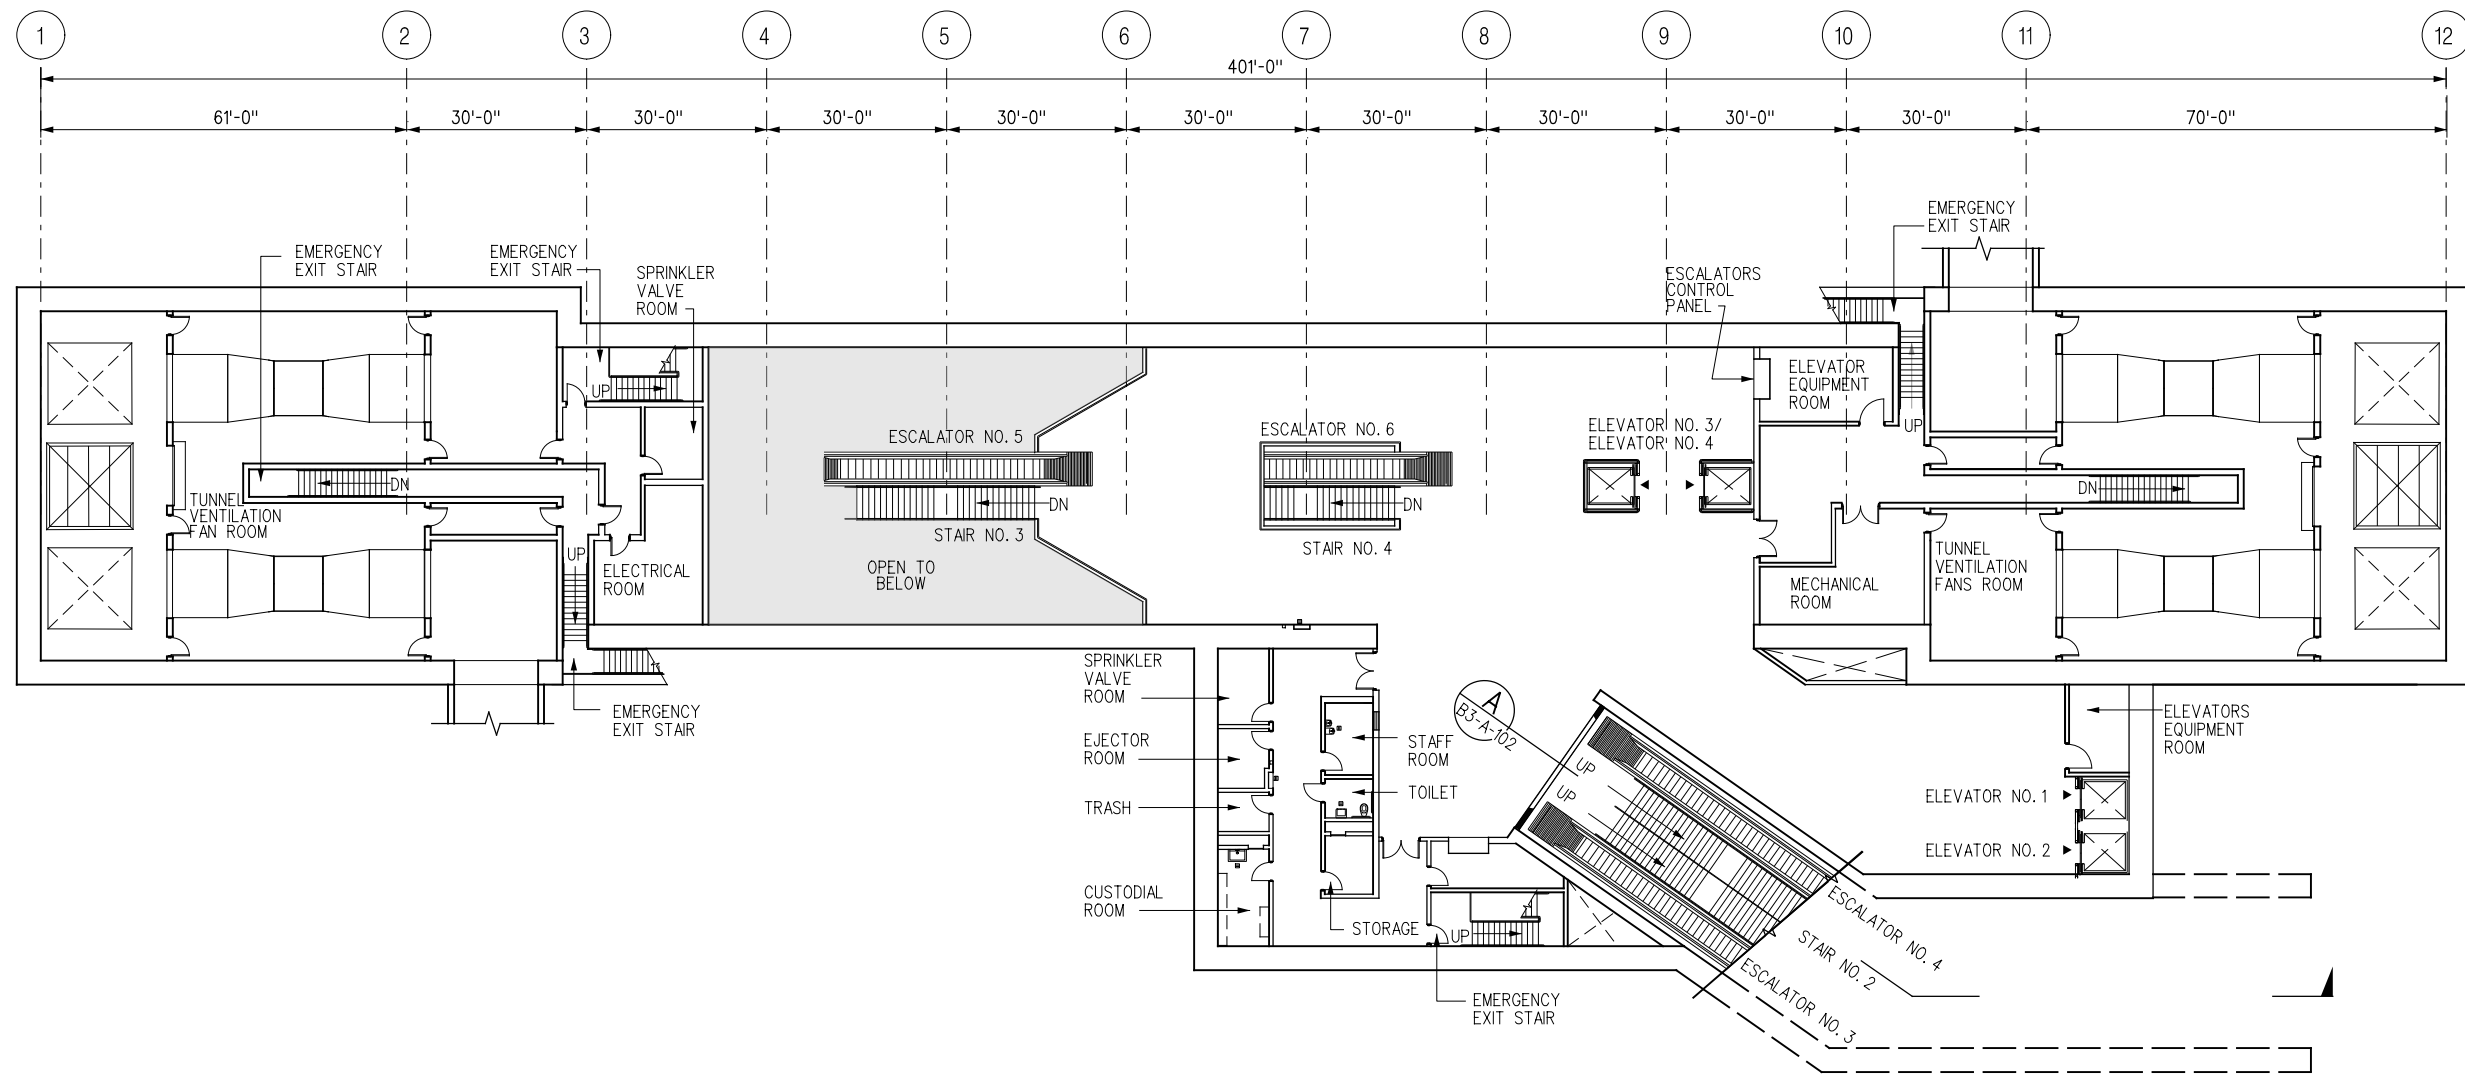 1 2 3 4 5 6 7 8 9 10 11 12
401'-0"
61'-0" 30'-0" 30'-0" 30'-0" 30'-0" 30'-0" 30'-0" 30'-0" 30'-0" 30'-0" 70'-0"
EMERGENCY
EXIT STAIR
EMERGENCY
EXIT STAIR
SPRINKLER
VALVE
ROOM
ESCALATORS
CONTROL
PANEL
EMERGENCY
EXIT STAIR
UP
ELEVATOR
EQUIPMENT
ROOM
UP
ESCALATOR NO. 5
ESCALATOR NO. 6
ELEVATOR NO. 3/
ELEVATOR NO. 4
DN
TUNNEL
VENTILATION
FAN ROOM
DN
STAIR NO. 3
DN
STAIR NO. 4
DN
UP
ELECTRICAL
ROOM
OPEN TO
BELOW
MECHANICAL
ROOM
TUNNEL
VENTILATION
FANS ROOM
EMERGENCY
EXIT STAIR
SPRINKLER
VALVE
ROOM
EJECTOR
ROOM
TRASH
CUSTODIAL
ROOM
STAFF
ROOM
TOILET
STORAGE
UP
EMERGENCY
EXIT STAIR
A
B3-A-102
UP
UP
ESCALATOR NO. 4
STAIR NO. 2
ESCALATOR NO. 3
ELEVATORS
EQUIPMENT
ROOM
ELEVATOR NO. 1
ELEVATOR NO. 2